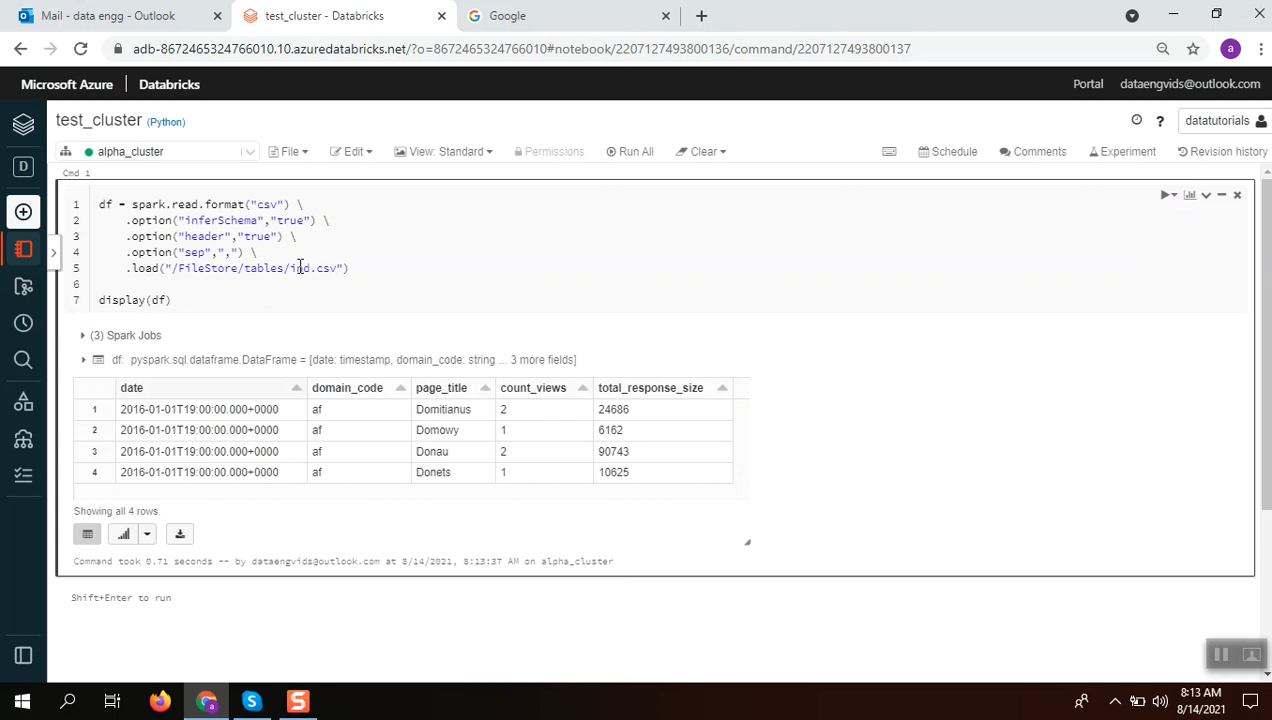 Mail - data engg - Outlook
test_cluster - Databricks
Google
adb-8672465324766010.10.azuredatabricks.net/?o=8672465324766010#notebook/2207127493800136/command/2207127493800137
a
Microsoft Azure
Databricks
Portal
dataengvids@outlook.com
test_cluster (Python)
? datatutorials
alpha_cluster
File
Edit
View: Standard
Permissions
Run All
Clear
Schedule
Comments
Experiment
Revision history
D
Cmd 1
1 df = spark.read.format("csv") \
2 .option("inferSchema","true") \
3 .option("header","true") \
4 .option("sep",",") \
5 .load("/FileStore/tables/ind.csv")
6
7 display(df)
(3) Spark Jobs
df: pyspark.sql.dataframe.DataFrame = [date: timestamp, domain_code: string ... 3 more fields]
date domain_code page_title count_views total_response_size
1 2016-01-01T19:00:00.000+0000 af Domitianus 2 24686
2 2016-01-01T19:00:00.000+0000 af Domowy 1 6162
3 2016-01-01T19:00:00.000+0000 af Donau 2 90743
4 2016-01-01T19:00:00.000+0000 af Donets 1 10625
Showing all 4 rows.
Command took 0.71 seconds -- by dataengvids@outlook.com at 8/14/2021, 8:13:37 AM on alpha_cluster
Shift+Enter to run
a
S
S
8:13 AM
8/14/2021